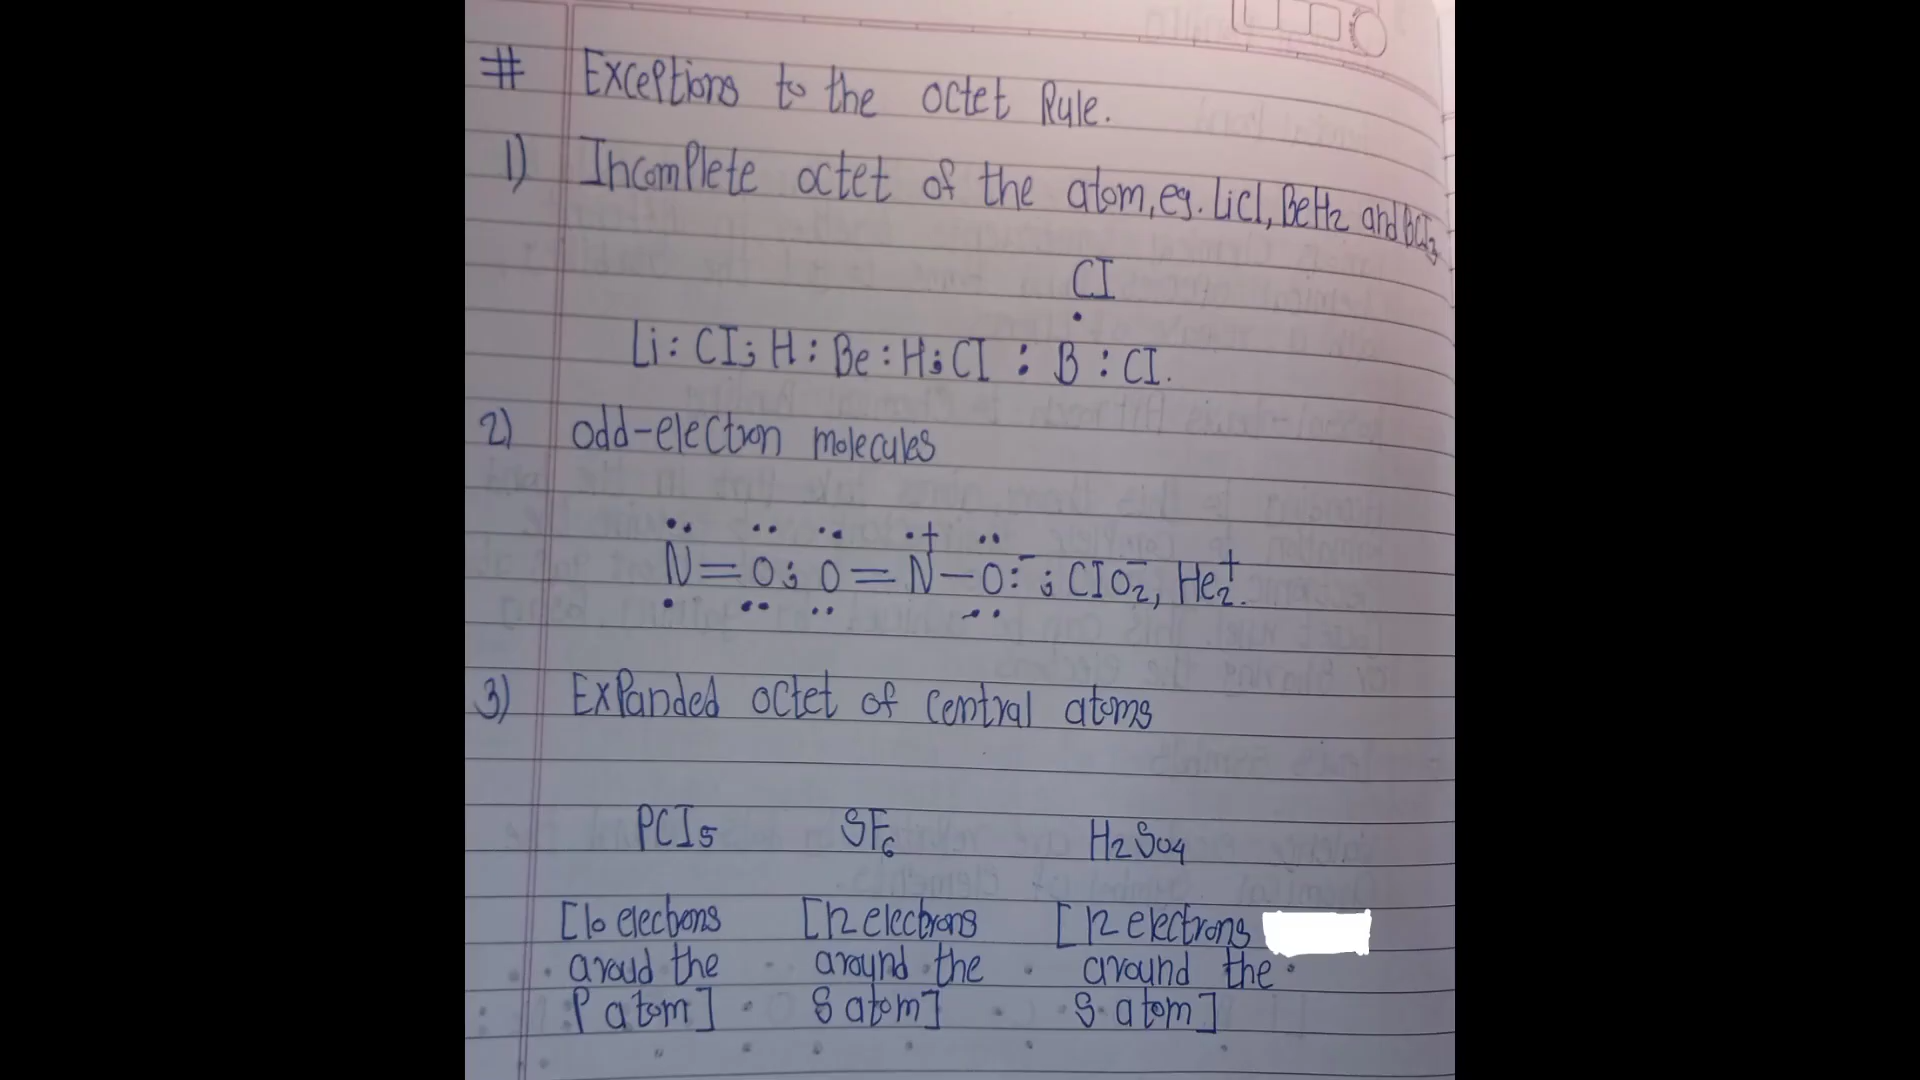 # Exceptions to the octet Rule.
1) Incomplete octet of the atom, eg. LiCl, BeH2 and BCl3
Cl
Li : Cl; H : Be : H; Cl : B : Cl.
2) odd-electron molecules
N = O; O = N+ - O:-; ClO2-, He2+.
3) Expanded octet of central atoms
PCl5 SF6 H2SO4
[10 electrons [12 electrons [12 electrons
aroud the around the around the
P atom] S atom] S atom]